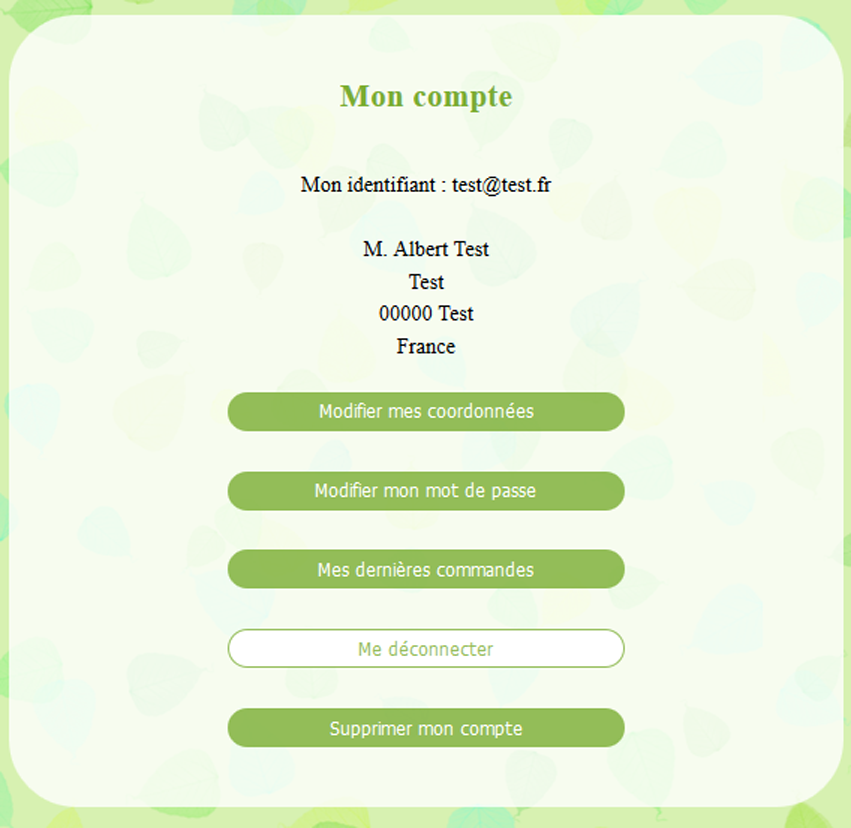 Mon compte
Mon identifiant : test@test.fr
M. Albert Test
Test
00000 Test
France
Modifier mes coordonnées
Modifier mon mot de passe
Mes dernières commandes
Me déconnecter
Supprimer mon compte